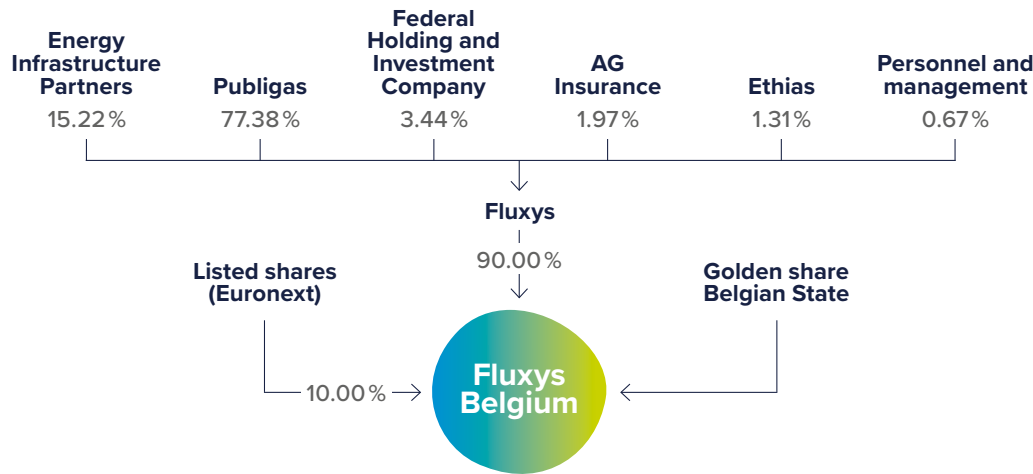 Energy
Infrastructure
Partners
15.22 %
Publigas
77.38 %
Federal
Holding and
Investment
Company
3.44 %
AG
Insurance
1.97 %
Ethias
1.31 %
Personnel and
management
0.67 %
Fluxys
90.00 %
Listed shares
(Euronext)
10.00 %
Golden share
Belgian State
Fluxys
Belgium